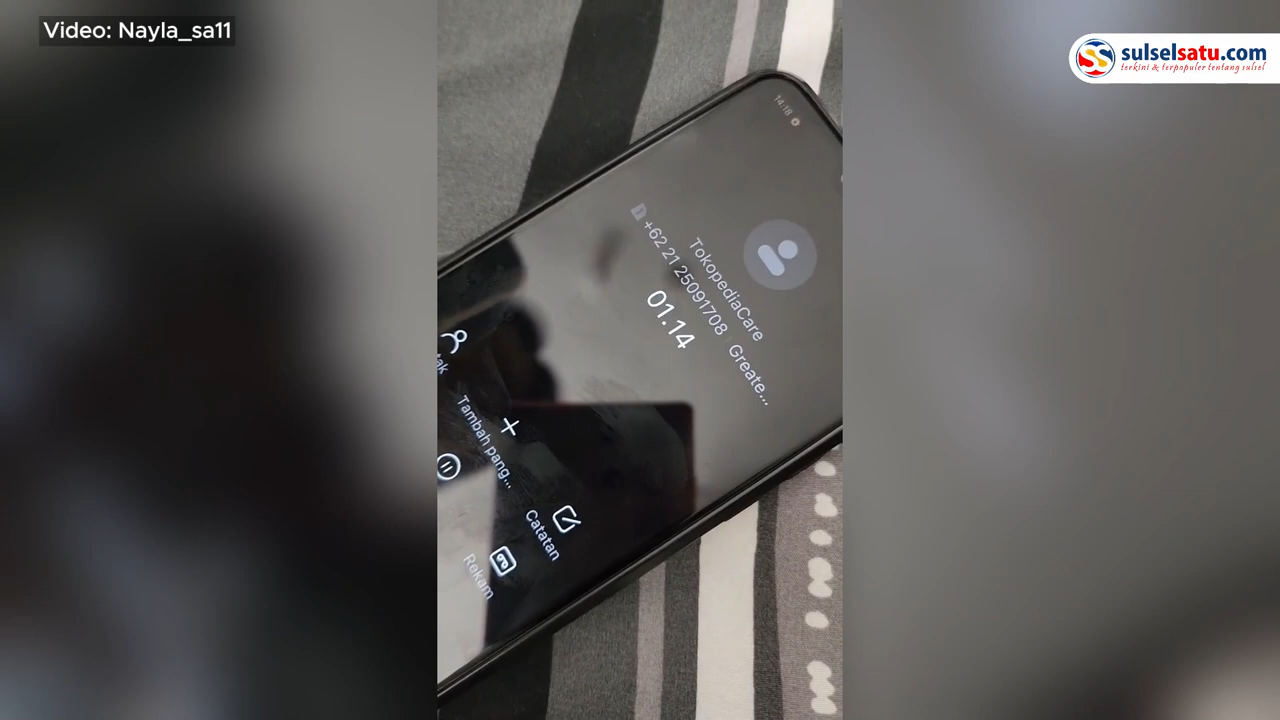 Video: Nayla_sa11
sulselsatu.com
terkini & terpopuler tentang sulsel
14.18
TokopediaCare
+62 21 25091708 Greate...
01.14
tak
Tambah pang...
Catatan
Rekam